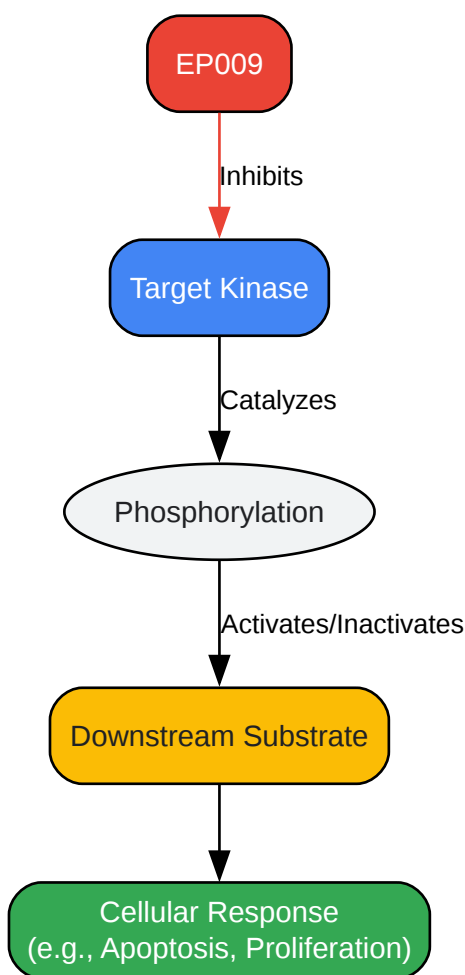 EP009
Inhibits
Target Kinase
Catalyzes
Phosphorylation
Activates/Inactivates
Downstream Substrate
Cellular Response
(e.g., Apoptosis, Proliferation)